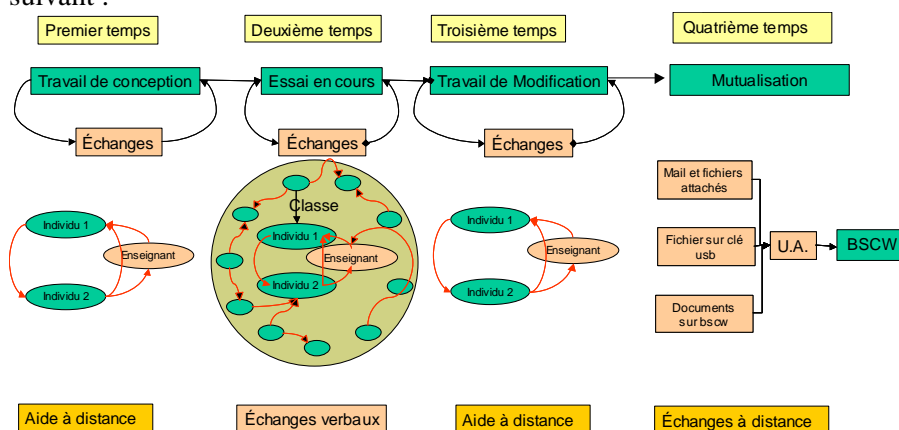 suivant :
Premier temps
Deuxième temps
Troisième temps
Quatrième temps
Travail de conception
Essai en cours
Travail de Modification
Mutualisation
Échanges
Échanges
Échanges
Classe
Individu 1
Enseignant
Individu 2
Individu 1
Enseignant
Individu 2
Individu 1
Enseignant
Individu 2
Mail et fichiers
attachés
Fichier sur clé
usb
Documents
sur bscw
U.A.
BSCW
Aide à distance
Échanges verbaux
Aide à distance
Échanges à distance